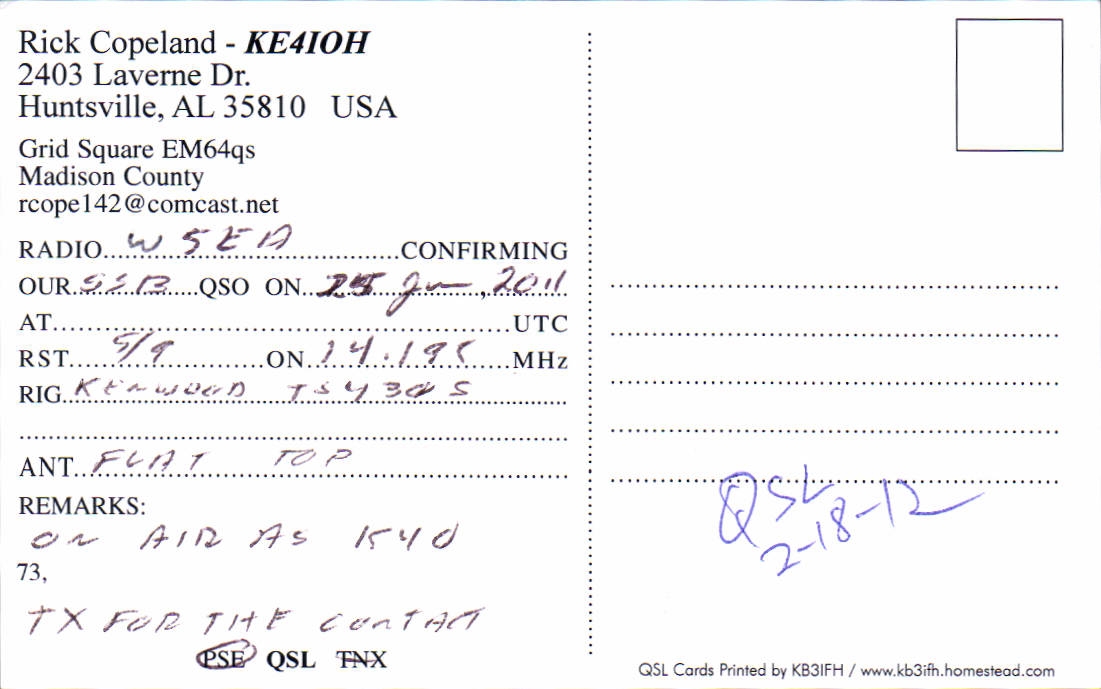 Rick Copeland - KE4IOH
2403 Laverne Dr.
Huntsville, AL 35810 USA
Grid Square EM64qs
Madison County
rcope142@comcast.net
RADIO W5EA CONFIRMING
OUR SSB QSO ON 25 Jun, 2011
AT UTC
RST 5/9 ON 14.195 MHz
RIG KENWOOD TS430S
ANT FLAT TOP
REMARKS:
ON AIR AS K4D
73,
TX FOR THE CONTACT
PSE QSL TNX
QSL
2-18-12
QSL Cards Printed by KB3IFH / www.kb3ifh.homestead.com